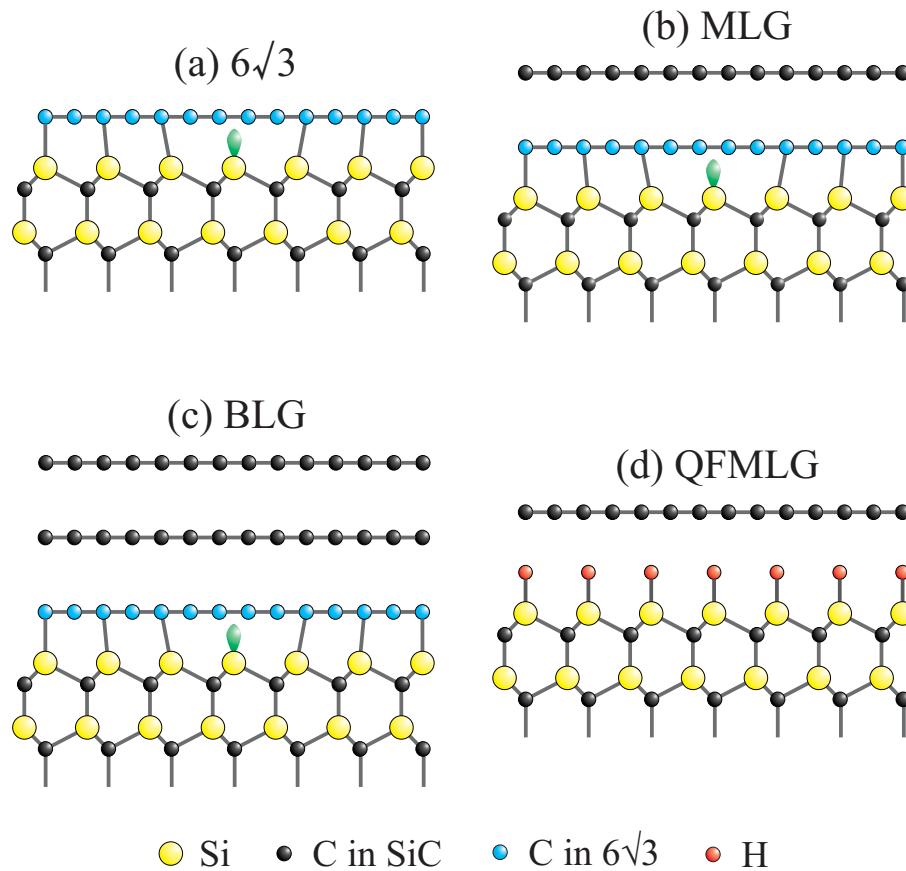 (a) 6√3
(b) MLG
(c) BLG
(d) QFMLG
Si
C in SiC
C in 6√3
H